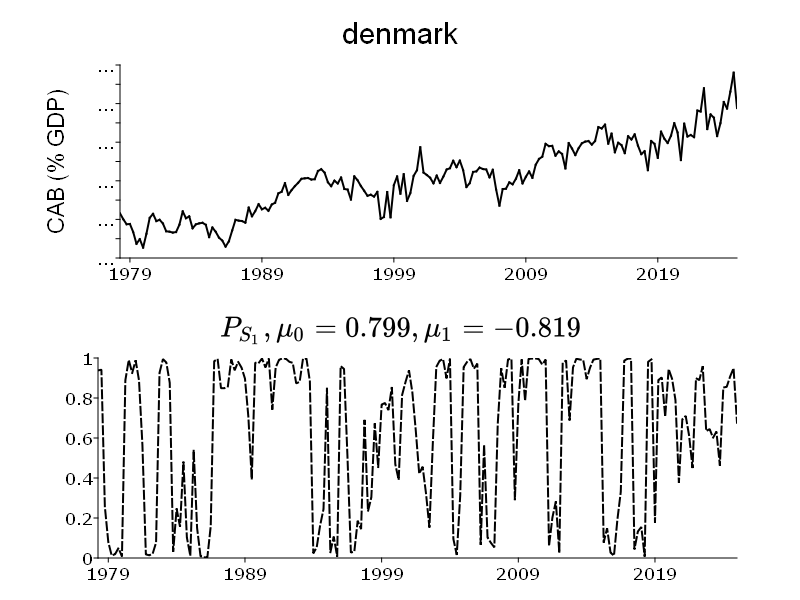 denmark
CAB (% GDP)
...
...
...
...
...
...
1979 1989 1999 2009 2019
P_{S_1}, μ_0 = 0.799, μ_1 = −0.819
1
0.8
0.6
0.4
0.2
0
1979 1989 1999 2009 2019